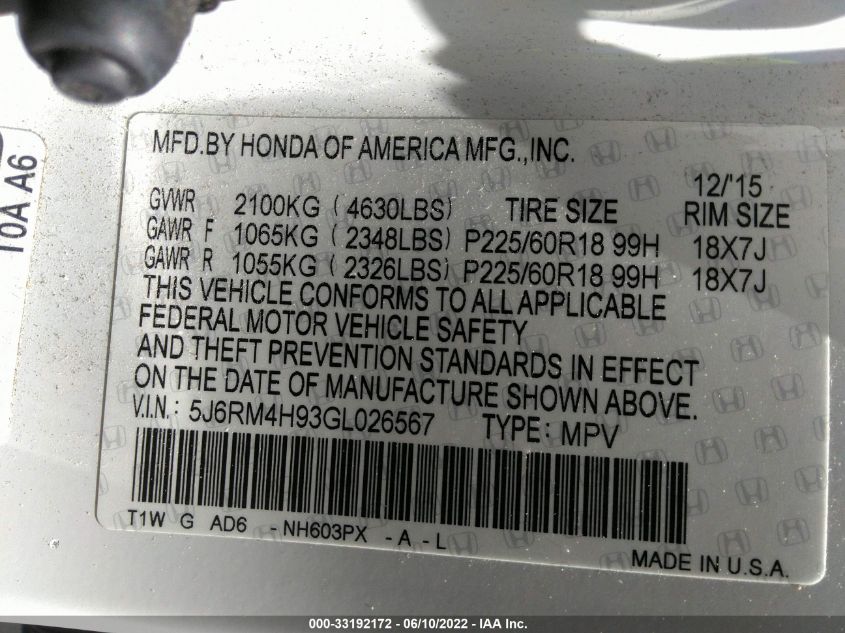 10A A6
MFD.BY HONDA OF AMERICA MFG.,INC.
12/'15
GVWR 2100KG (4630LBS) TIRE SIZE RIM SIZE
GAWR F 1065KG (2348LBS) P225/60R18 99H 18X7J
GAWR R 1055KG (2326LBS) P225/60R18 99H 18X7J
THIS VEHICLE CONFORMS TO ALL APPLICABLE
FEDERAL MOTOR VEHICLE SAFETY
AND THEFT PREVENTION STANDARDS IN EFFECT
ON THE DATE OF MANUFACTURE SHOWN ABOVE.
V.I.N.: 5J6RM4H93GL026567 TYPE: MPV
T1W G AD6 -NH603PX -A-L
MADE IN U.S.A.
000-33192172 - 06/10/2022 - IAA Inc.